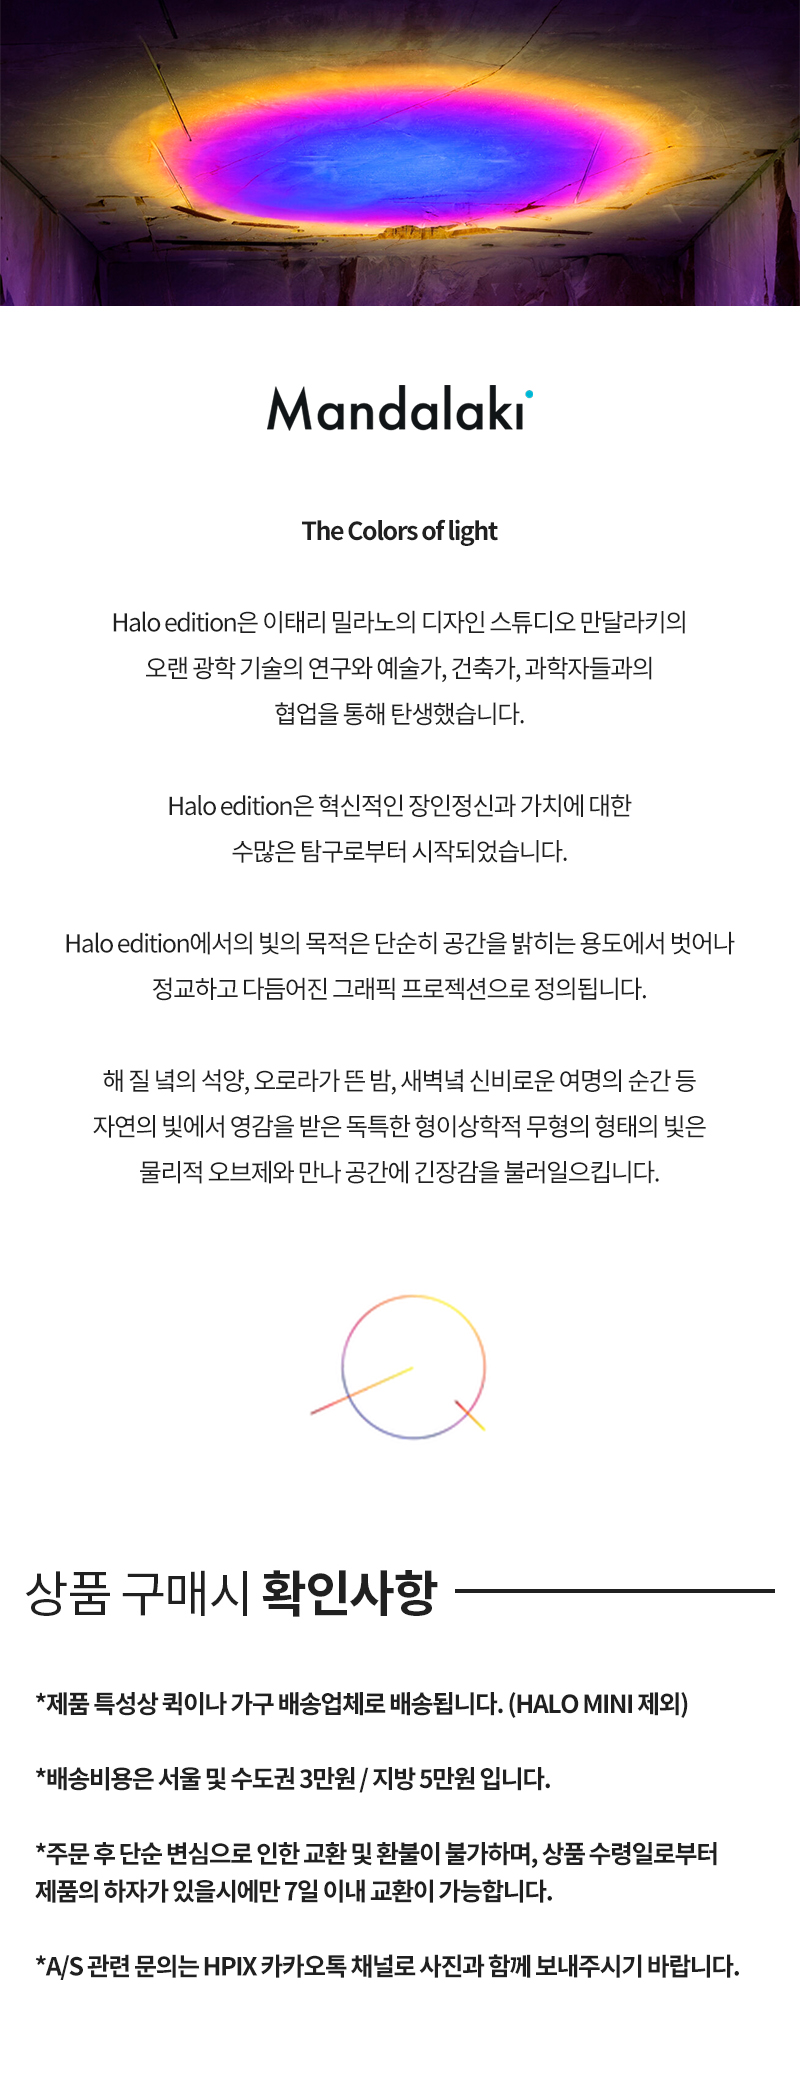 Mandalaki
The Colors of light
Halo edition은 이태리 밀라노의 디자인 스튜디오 만달라키의
오랜 광학 기술의 연구와 예술가, 건축가, 과학자들과의
협업을 통해 탄생했습니다.
Halo edition은 혁신적인 장인정신과 가치에 대한
수많은 탐구로부터 시작되었습니다.
Halo edition에서의 빛의 목적은 단순히 공간을 밝히는 용도에서 벗어나
정교하고 다듬어진 그래픽 프로젝션으로 정의됩니다.
해 질 녘의 석양, 오로라가 뜬 밤, 새벽녘 신비로운 여명의 순간 등
자연의 빛에서 영감을 받은 독특한 형이상학적 무형의 형태의 빛은
물리적 오브제와 만나 공간에 긴장감을 불러일으킵니다.
상품 구매시 확인사항
*제품 특성상 퀵이나 가구 배송업체로 배송됩니다. (HALO MINI 제외)
*배송비용은 서울 및 수도권 3만원 / 지방 5만원 입니다.
*주문 후 단순 변심으로 인한 교환 및 환불이 불가하며, 상품 수령일로부터
제품의 하자가 있을시에만 7일 이내 교환이 가능합니다.
*A/S 관련 문의는 HPIX 카카오톡 채널로 사진과 함께 보내주시기 바랍니다.